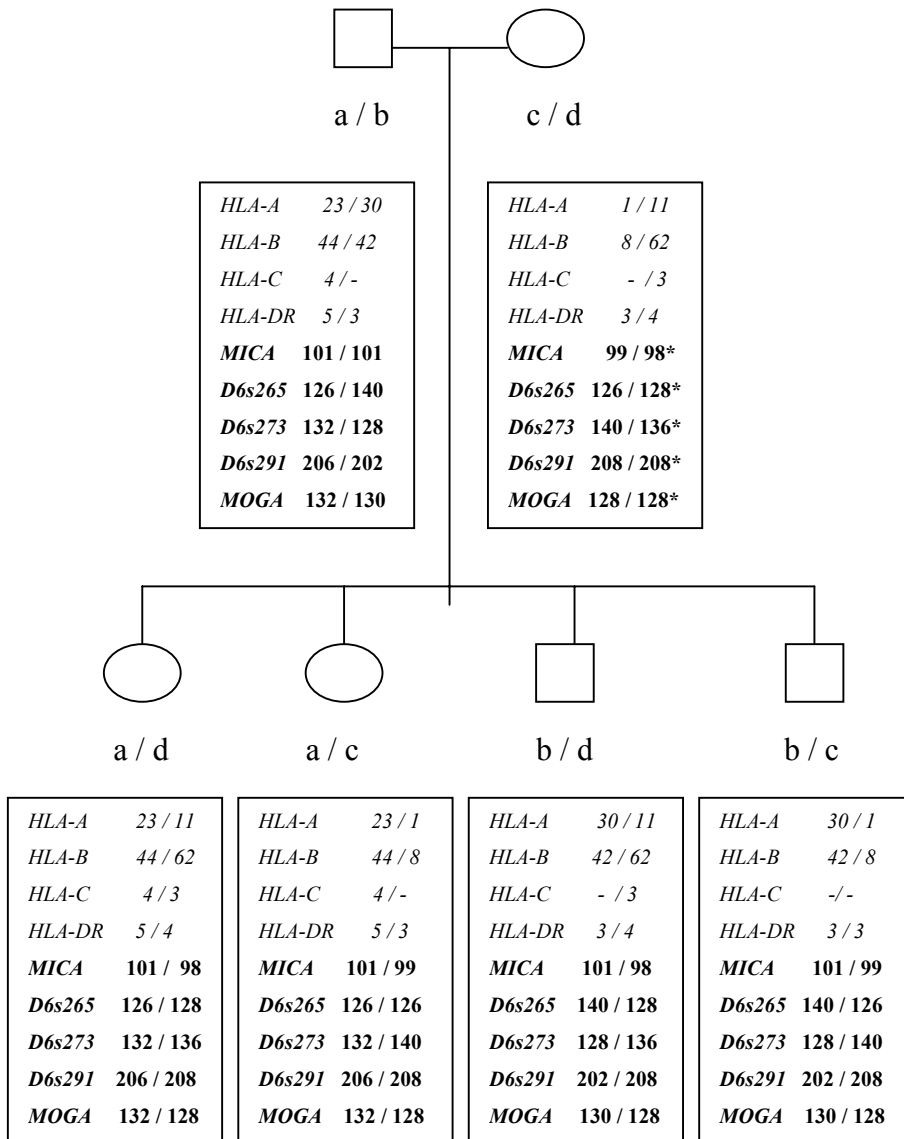 a / b
c / d
HLA-A 23 / 30
HLA-B 44 / 42
HLA-C 4 / -
HLA-DR 5 / 3
MICA 101 / 101
D6s265 126 / 140
D6s273 132 / 128
D6s291 206 / 202
MOGA 132 / 130
HLA-A 1 / 11
HLA-B 8 / 62
HLA-C - / 3
HLA-DR 3 / 4
MICA 99 / 98*
D6s265 126 / 128*
D6s273 140 / 136*
D6s291 208 / 208*
MOGA 128 / 128*
a / d
a / c
b / d
b / c
HLA-A 23 / 11
HLA-B 44 / 62
HLA-C 4 / 3
HLA-DR 5 / 4
MICA 101 / 98
D6s265 126 / 128
D6s273 132 / 136
D6s291 206 / 208
MOGA 132 / 128
HLA-A 23 / 1
HLA-B 44 / 8
HLA-C 4 / -
HLA-DR 5 / 3
MICA 101 / 99
D6s265 126 / 126
D6s273 132 / 140
D6s291 206 / 208
MOGA 132 / 128
HLA-A 30 / 11
HLA-B 42 / 62
HLA-C - / 3
HLA-DR 3 / 4
MICA 101 / 98
D6s265 140 / 128
D6s273 128 / 136
D6s291 202 / 208
MOGA 130 / 128
HLA-A 30 / 1
HLA-B 42 / 8
HLA-C -/ -
HLA-DR 3 / 3
MICA 101 / 99
D6s265 140 / 126
D6s273 128 / 140
D6s291 202 / 208
MOGA 130 / 128